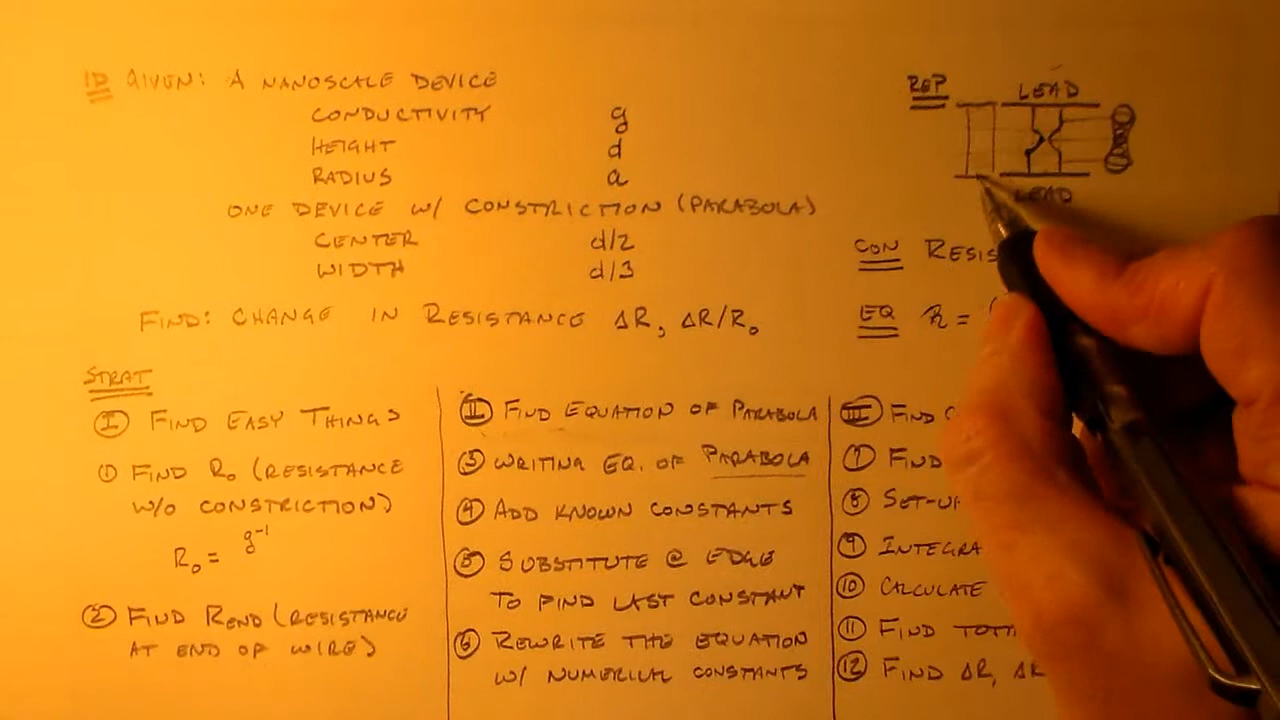 ID GIVEN: A NANOSCALE DEVICE
CONDUCTIVITY g
HEIGHT d
RADIUS a
ONE DEVICE W/ CONSTRICTION (PARABOLA)
CENTER d/2
WIDTH d/3
FIND: CHANGE IN RESISTANCE ΔR, ΔR/R₀
REP LEAD
LEAD
CON
EQ R =
STRAT
I FIND EASY THINGS
① FIND R₀ (RESISTANCE
W/O CONSTRICTION)
R₀ = g⁻¹
② FIND REND (RESISTANCE
AT END OF WIRE)
II FIND EQUATION OF PARABOLA
③ WRITING EQ. OF PARABOLA
④ ADD KNOWN CONSTANTS
⑤ SUBSTITUTE @ EDGE
TO FIND LAST CONSTANT
⑥ REWRITE THE EQUATION
W/ NUMERICAL CONSTANTS
III FIND
⑦ FIND
⑧ SET-UP
⑨
⑩ CALCULATE
⑪ FIND
⑫ FIND ΔR,